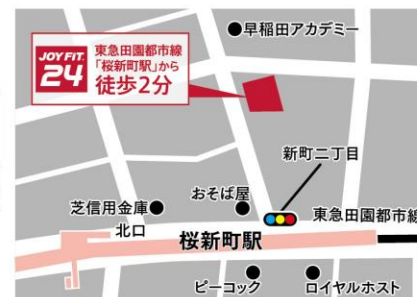 早稲田アカデミー
JOYFIT.
24
東急田園都市線
「桜新町駅」から
徒歩2分
新町二丁目
おそば屋
芝信用金庫
北口
東急田園都市線
桜新町駅
ピーコック
ロイヤルホスト